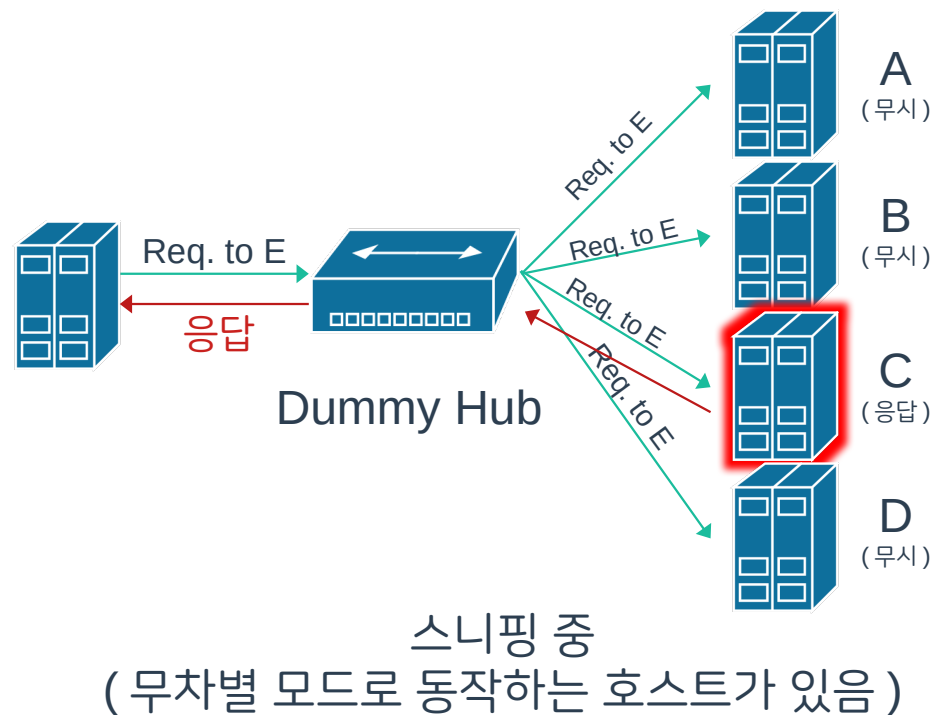 A
( 무시 )
Req. to E
B
( 무시 )
Req. to E
Req. to E
응답
Req. to E
C
( 응답 )
Req. to E
Dummy Hub
D
( 무시 )
스니핑 중
( 무차별 모드로 동작하는 호스트가 있음 )